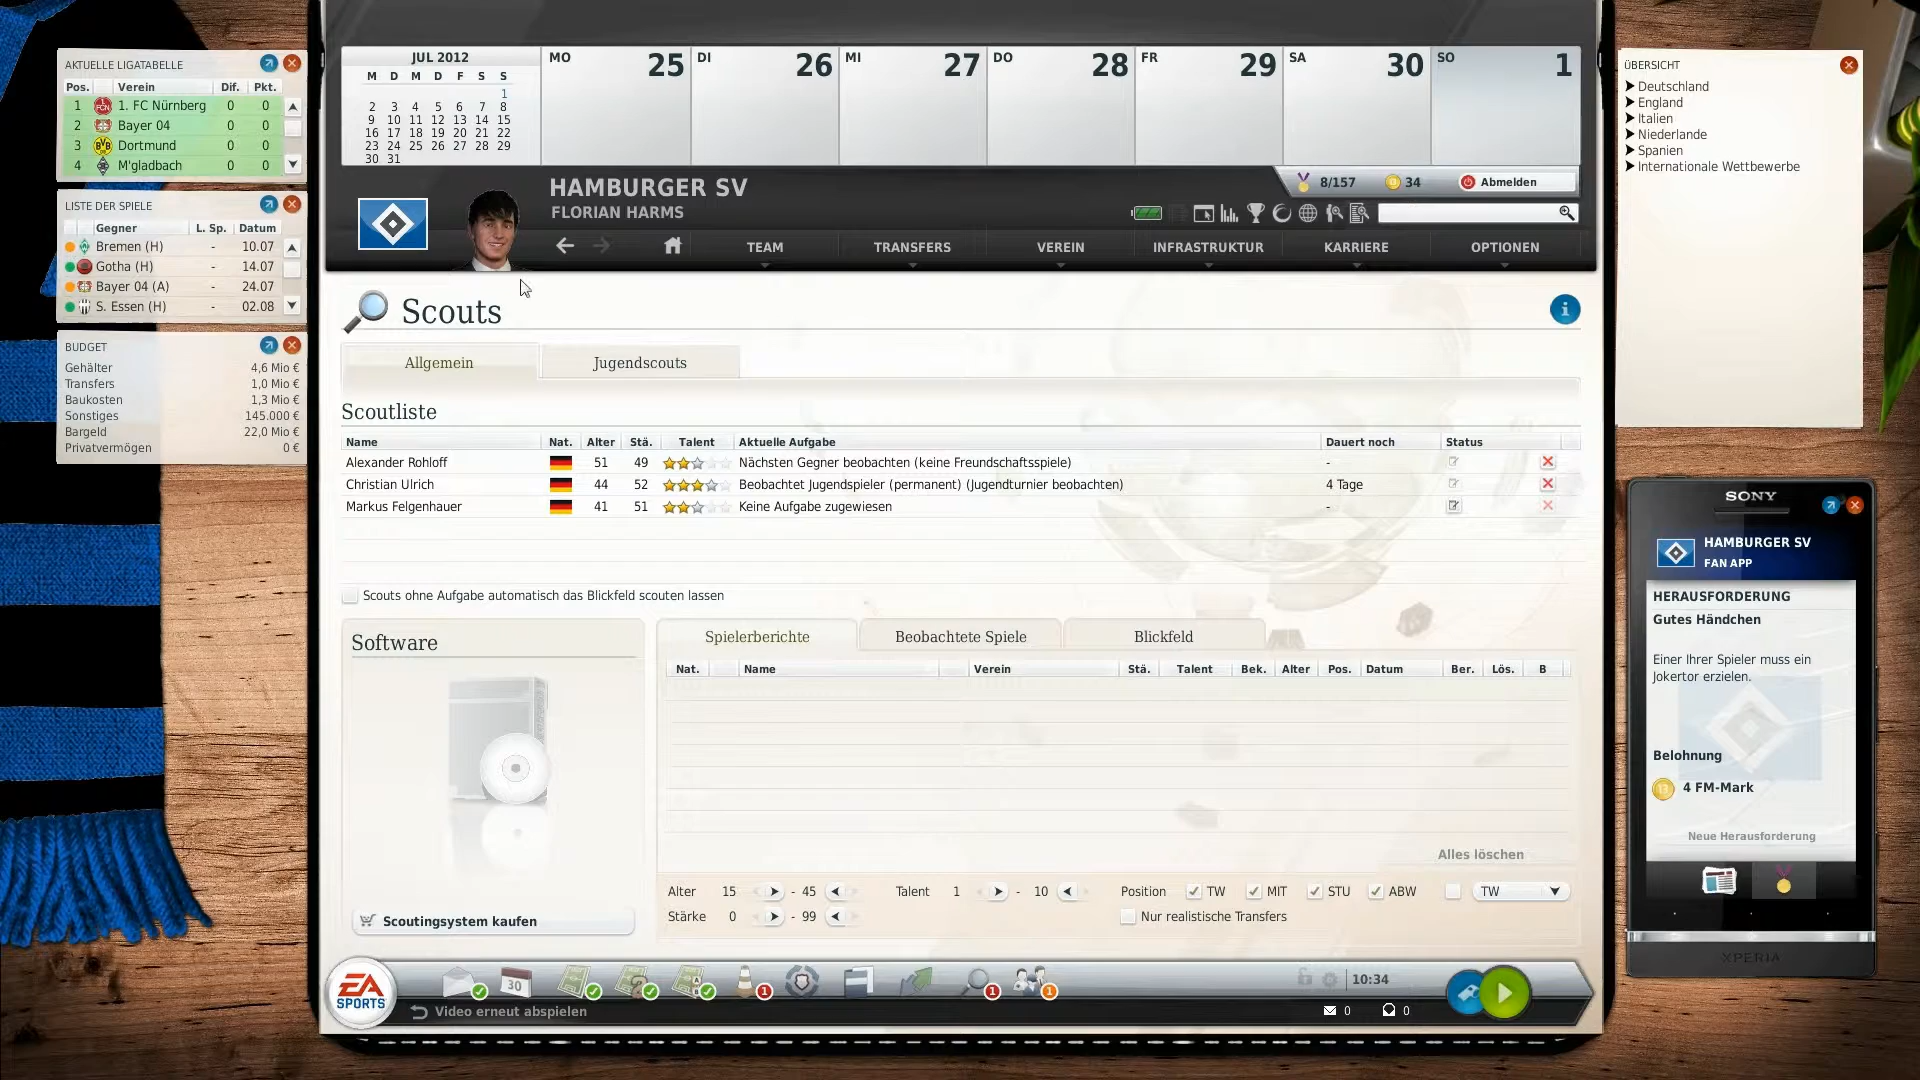 AKTUELLE LIGATABELLE
Pos. Verein Dif. Pkt.
1 1. FC Nürnberg 0 0
2 Bayer 04 0 0
3 Dortmund 0 0
4 M'gladbach 0 0
LISTE DER SPIELE
Gegner L. Sp. Datum
Bremen (H) - 10.07
Gotha (H) - 14.07
Bayer 04 (A) - 24.07
S. Essen (H) - 02.08
BUDGET
Gehälter 4,6 Mio €
Transfers 1,0 Mio €
Baukosten 1,3 Mio €
Sonstiges 145.000 €
Bargeld 22,0 Mio €
Privatvermögen 0 €
JUL 2012
M D M D F S S
1
2 3 4 5 6 7 8
9 10 11 12 13 14 15
16 17 18 19 20 21 22
23 24 25 26 27 28 29
30 31
MO 25 DI 26 MI 27 DO 28 FR 29 SA 30 SO 1
8/157 34 Abmelden
HAMBURGER SV
FLORIAN HARMS
TEAM TRANSFERS VEREIN INFRASTRUKTUR KARRIERE OPTIONEN
Scouts
Allgemein Jugendscouts
Scoutliste
Name Nat. Alter Stä. Talent Aktuelle Aufgabe Dauert noch Status
Alexander Rohloff 51 49 Nächsten Gegner beobachten (keine Freundschaftsspiele) -
Christian Ulrich 44 52 Beobachtet Jugendspieler (permanent) (Jugendturnier beobachten) 4 Tage
Markus Felgenhauer 41 51 Keine Aufgabe zugewiesen -
Scouts ohne Aufgabe automatisch das Blickfeld scouten lassen
Software
Scoutingsystem kaufen
Spielerberichte Beobachtete Spiele Blickfeld
Nat. Name Verein Stä. Talent Bek. Alter Pos. Datum Ber. Lös. B
Alles löschen
Alter 15 - 45 Talent 1 - 10 Position TW MIT STU ABW TW
Stärke 0 - 99 Nur realistische Transfers
EA SPORTS
30
1
1
1
10:34
Video erneut abspielen
0 0
ÜBERSICHT
Deutschland
England
Italien
Niederlande
Spanien
Internationale Wettbewerbe
SONY
HAMBURGER SV
FAN APP
HERAUSFORDERUNG
Gutes Händchen
Einer Ihrer Spieler muss ein
Jokertor erzielen.
Belohnung
4 FM-Mark
Neue Herausforderung
XPERIA